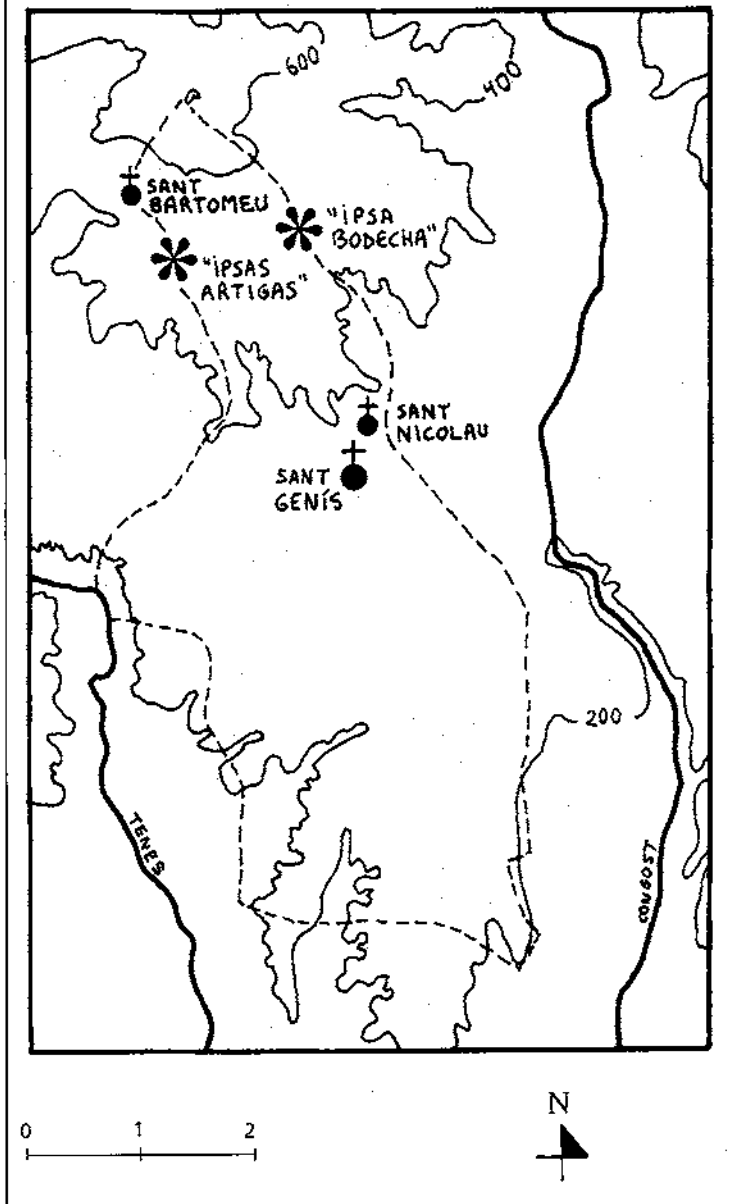 600
400
SANT
BARTOMEU
"IPSA
BODECHA"
"IPSAS
ARTIGAS"
SANT
NICOLAU
SANT
GENÍS
200
TENES
CONGOST
N
0 1 2